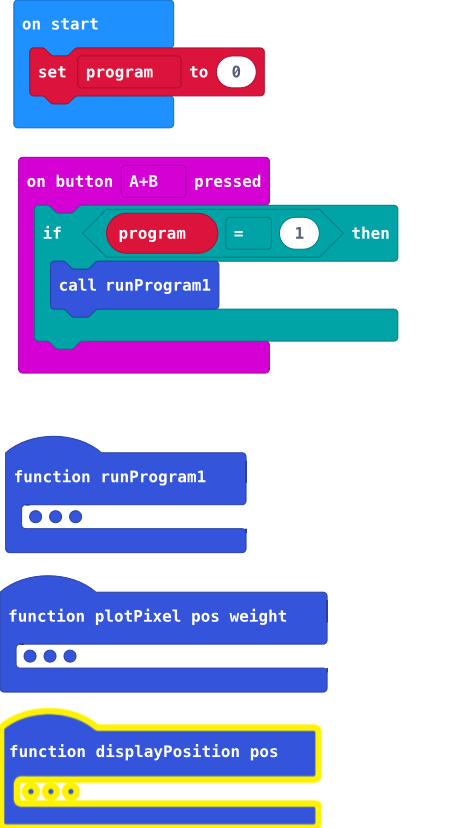 on start
set program to 0
on button A+B pressed
if program = 1 then
call runProgram1
function runProgram1
function plotPixel pos weight
function displayPosition pos